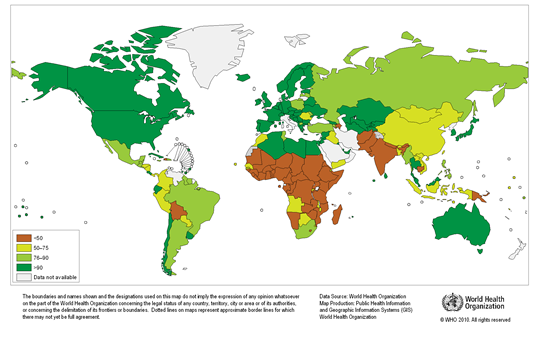 <50
50–75
76–90
>90
Data not available
The boundaries and names shown and the designations used on this map do not imply the expression of any opinion whatsoever
on the part of the World Health Organization concerning the legal status of any country, territory, city or area or of its authorities,
or concerning the delimitation of its frontiers or boundaries. Dotted lines on maps represent approximate border lines for which
there may not yet be full agreement.
Data Source: World Health Organization
Map Production: Public Health Information
and Geographic Information Systems (GIS)
World Health Organization
World Health
Organization
© WHO 2010. All rights reserved